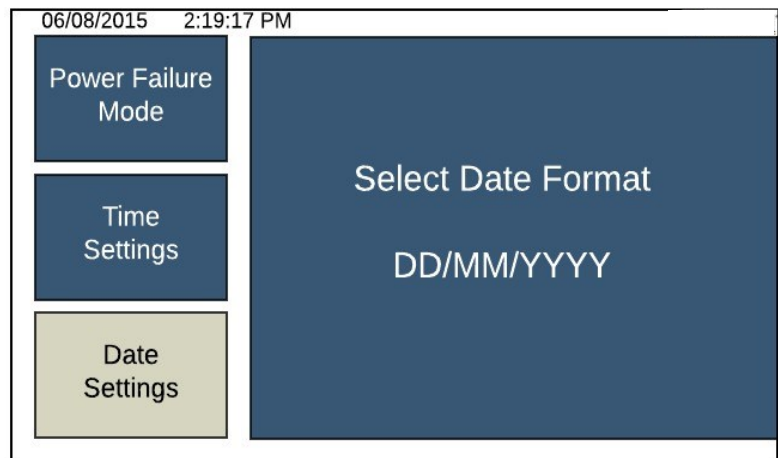 06/08/2015 2:19:17 PM
Power Failure
Mode
Time
Settings
Date
Settings
Select Date Format
DD/MM/YYYY